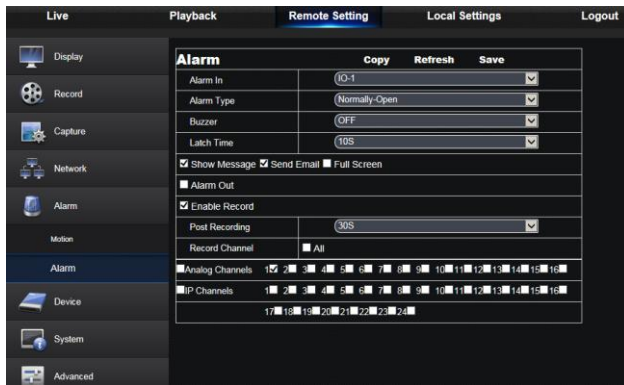 Live Playback Remote Setting Local Settings Logout
Display
Record
Capture
Network
Alarm
Motion
Alarm
Device
System
Advanced
Alarm Copy Refresh Save
Alarm In IO-1
Alarm Type Normally-Open
Buzzer OFF
Latch Time 10S
Show Message Send Email Full Screen
Alarm Out
Enable Record
Post Recording 30S
Record Channel All
Analog Channels 1 2 3 4 5 6 7 8 9 10 11 12 13 14 15 16
IP Channels 1 2 3 4 5 6 7 8 9 10 11 12 13 14 15 16
17 18 19 20 21 22 23 24